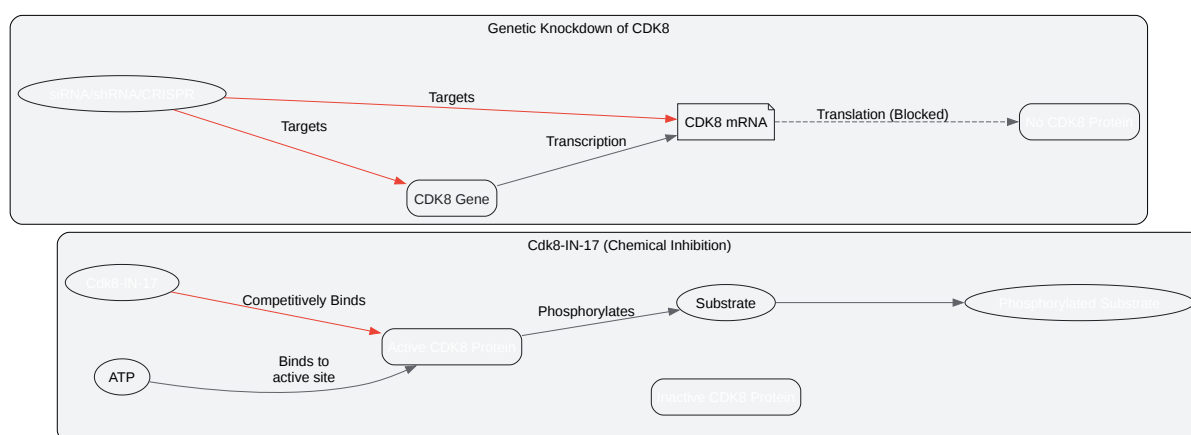 Genetic Knockdown of CDK8
siRNA/shRNA/CRISPR
Targets
Targets
CDK8 mRNA
Translation (Blocked)
No CDK8 Protein
Transcription
CDK8 Gene
Cdk8-IN-17 (Chemical Inhibition)
Cdk8-IN-17
Competitively Binds
Phosphorylates
Substrate
Phosphorylated Substrate
Active CDK8 Protein
Binds to
active site
ATP
Inactive CDK8 Protein